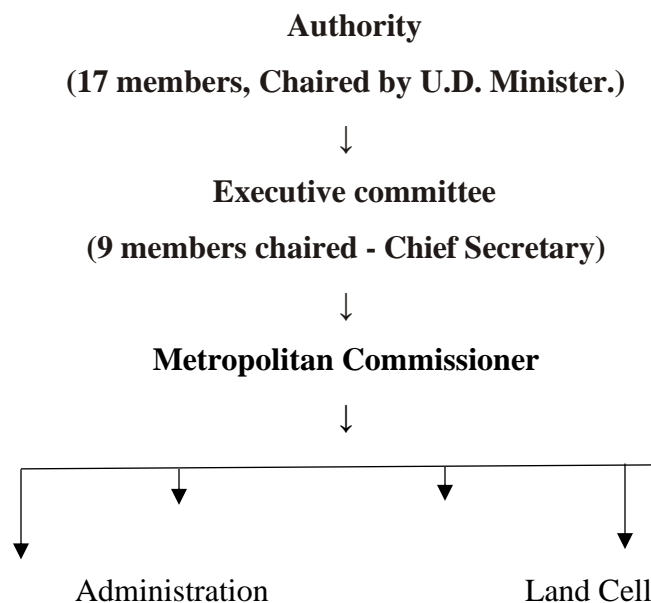 Authority
(17 members, Chaired by U.D. Minister.)
↓
Executive committee
(9 members chaired - Chief Secretary)
↓
Metropolitan Commissioner
↓
Administration Land Cell